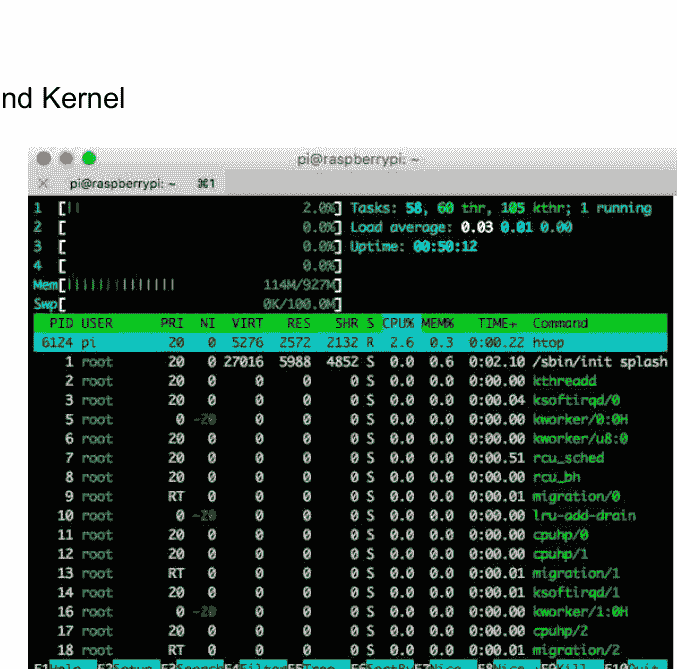 nd Kernel
pi@raspberrypi: ~
pi@raspberrypi: ~ ⌘1
1 [|| 2.0%] Tasks: 58, 60 thr, 105 kthr; 1 running
2 [ 0.0%] Load average: 0.03 0.01 0.00
3 [ 0.0%] Uptime: 00:50:12
4 [ 0.0%]
Mem[|||||||||||||||| 114M/927M]
Swp[ 0K/100.0M]
PID USER PRI NI VIRT RES SHR S CPU% MEM% TIME+ Command
6124 pi 20 0 5276 2572 2132 R 2.6 0.3 0:00.22 htop
1 root 20 0 27016 5988 4852 S 0.0 0.6 0:02.10 /sbin/init splash
2 root 20 0 0 0 0 S 0.0 0.0 0:00.00 kthreadd
3 root 20 0 0 0 0 S 0.0 0.0 0:00.04 ksoftirqd/0
5 root 0 -20 0 0 0 S 0.0 0.0 0:00.00 kworker/0:0H
6 root 20 0 0 0 0 S 0.0 0.0 0:00.00 kworker/u8:0
7 root 20 0 0 0 0 S 0.0 0.0 0:00.51 rcu_sched
8 root 20 0 0 0 0 S 0.0 0.0 0:00.00 rcu_bh
9 root RT 0 0 0 0 S 0.0 0.0 0:00.01 migration/0
10 root 0 -20 0 0 0 S 0.0 0.0 0:00.00 lru-add-drain
11 root 20 0 0 0 0 S 0.0 0.0 0:00.00 cpuhp/0
12 root 20 0 0 0 0 S 0.0 0.0 0:00.00 cpuhp/1
13 root RT 0 0 0 0 S 0.0 0.0 0:00.01 migration/1
14 root 20 0 0 0 0 S 0.0 0.0 0:00.01 ksoftirqd/1
16 root 0 -20 0 0 0 S 0.0 0.0 0:00.00 kworker/1:0H
17 root 20 0 0 0 0 S 0.0 0.0 0:00.00 cpuhp/2
18 root RT 0 0 0 0 S 0.0 0.0 0:00.01 migration/2
F1Help F2Setup F3SearchF4FilterF5Tree F6SortByF7Nice -F8Nice +F9Kill F10Quit